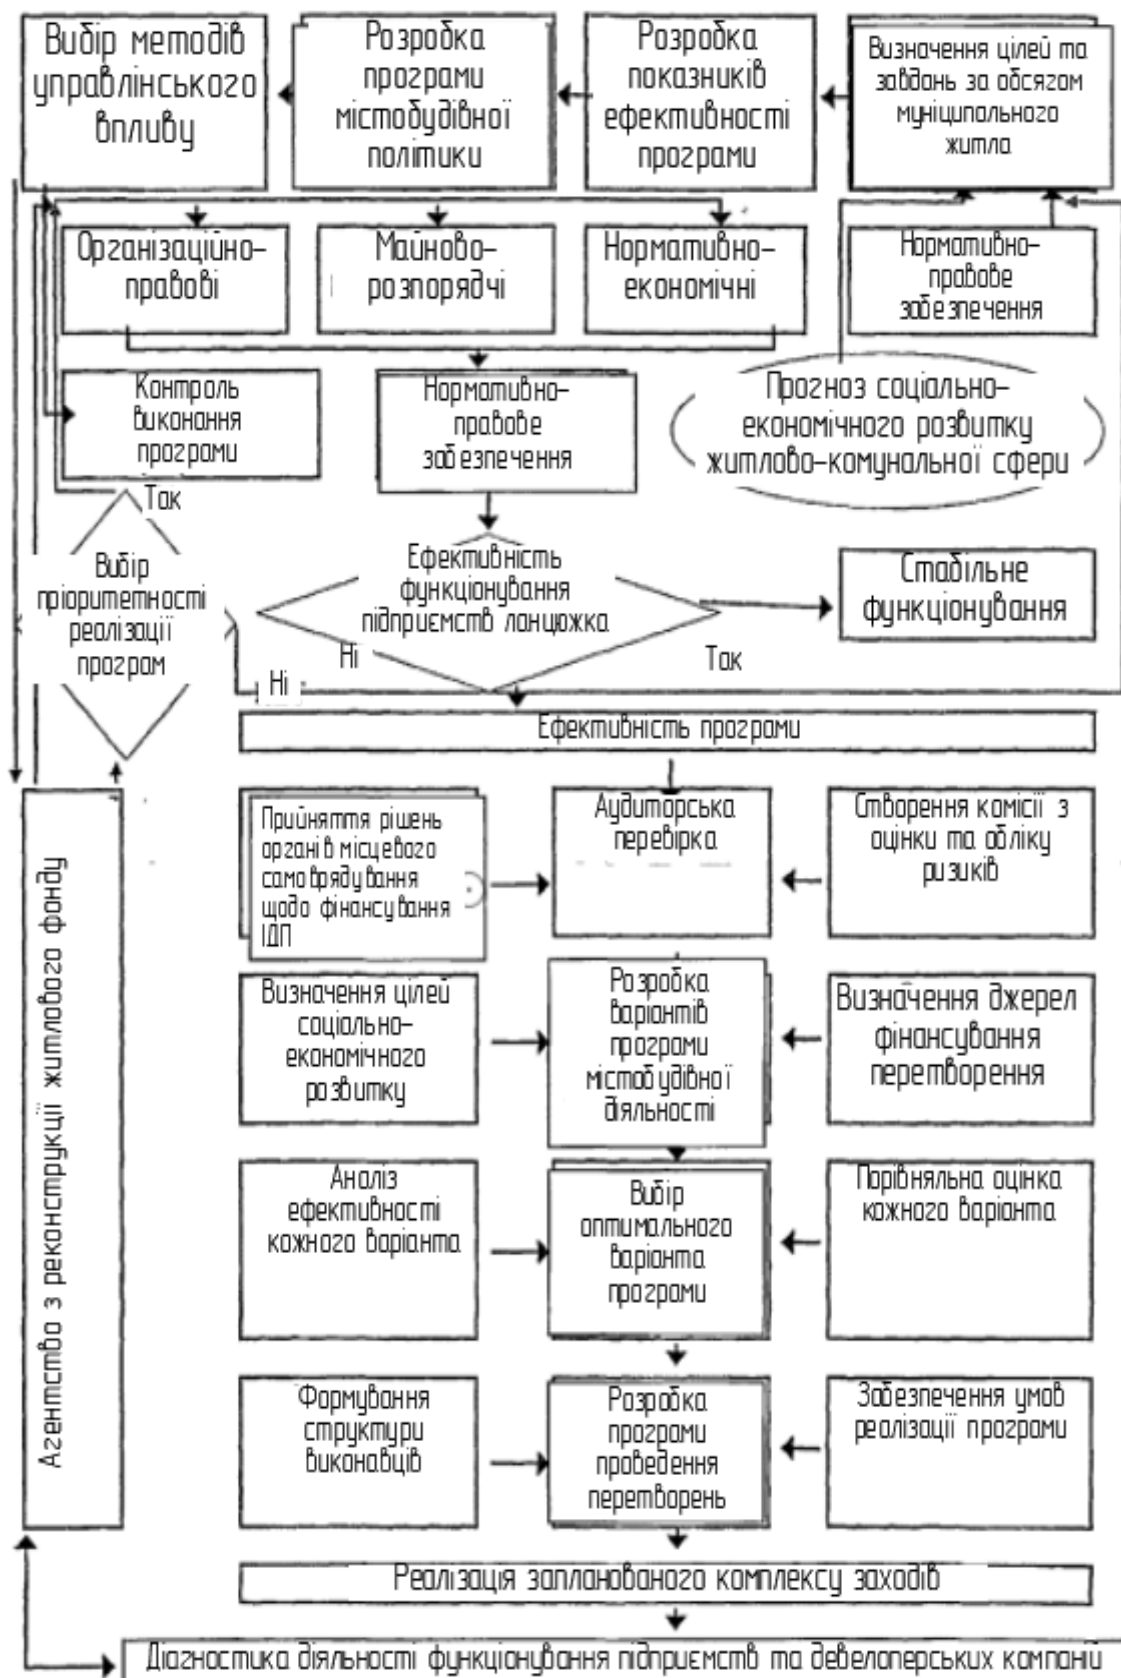 Вибір методів
управлінського
впливу
Розробка
програми
містобудівної
політики
Розробка
показників
ефективності
програми
Визначення цілей та
завдань за обсягом
муніципального
житла
Організаційно-
правові
Майново-
розпорядчі
Нормативно-
економічні
Нормативно-
правове
забезпечення
Контроль
виконання
програми
Нормативно-
правове
забезпечення
Прогноз соціально-
економічного розвитку
житлово-комунальної сфери
Так
Вибір
пріоритетності
реалізації
програм
Ефективність
функціонування
підприємств ланцюжка
Стабільне
функціонування
Ні
Так
Ні
Ефективність програми
Агентство з реконструкції житлового фонду
Прийняття рішень
органів місцевого
самоврядування
щодо фінансування
ІДП
Аудиторська
перевірка
Створення комісії з
оцінки та обліку
ризиків
Визначення цілей
соціально-
економічного
розвитку
Розробка
варіантів
програми
містобудівної
діяльності
Визначення джерел
фінансування
перетворення
Аналіз
ефективності
кожного варіанта
Вибір
оптимального
варіанта
програми
Порівняльна оцінка
кожного варіанта
Формування
структури
виконавців
Розробка
програми
проведення
перетворень
Забезпечення умов
реалізації програми
Реалізація запланованого комплексу заходів
Діагностика діяльності функціонування підприємств та девелоперських компаній